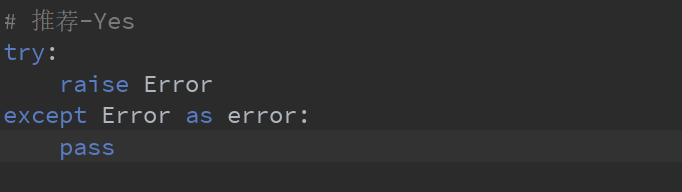 # 推荐-Yes
try:
    raise Error
except Error as error:
    pass